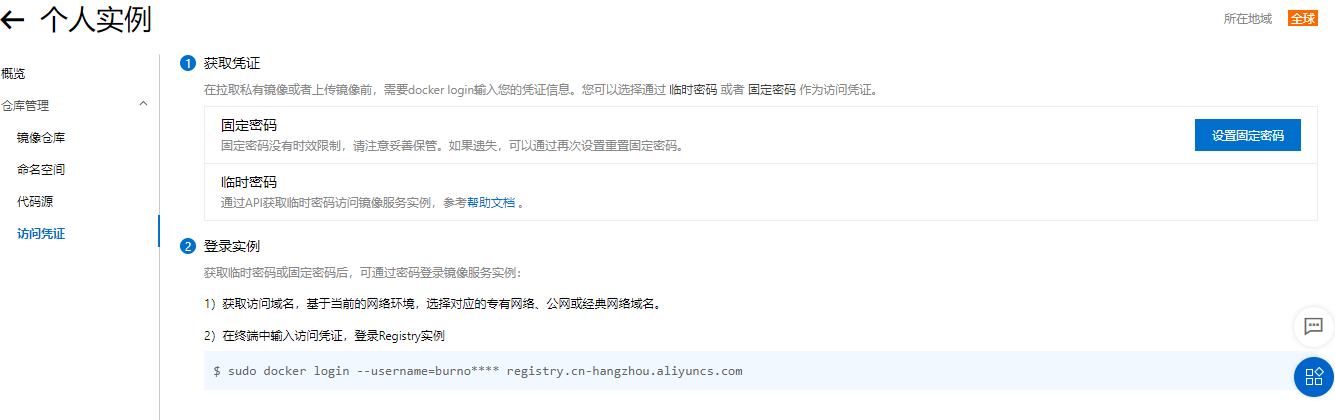 个人实例
所在地域 全球
概览
仓库管理
镜像仓库
命名空间
代码源
访问凭证
1 获取凭证
在拉取私有镜像或者上传镜像前，需要docker login输入您的凭证信息。您可以选择通过 临时密码 或者 固定密码 作为访问凭证。
固定密码
固定密码没有时效限制，请注意妥善保管。如果遗失，可以通过再次设置重置固定密码。
设置固定密码
临时密码
通过API获取临时密码访问镜像服务实例，参考帮助文档 。
2 登录实例
获取临时密码或固定密码后，可通过密码登录镜像服务实例：
1）获取访问域名，基于当前的网络环境，选择对应的专有网络、公网或经典网络域名。
2）在终端中输入访问凭证，登录Registry实例
$ sudo docker login --username=burno**** registry.cn-hangzhou.aliyuncs.com